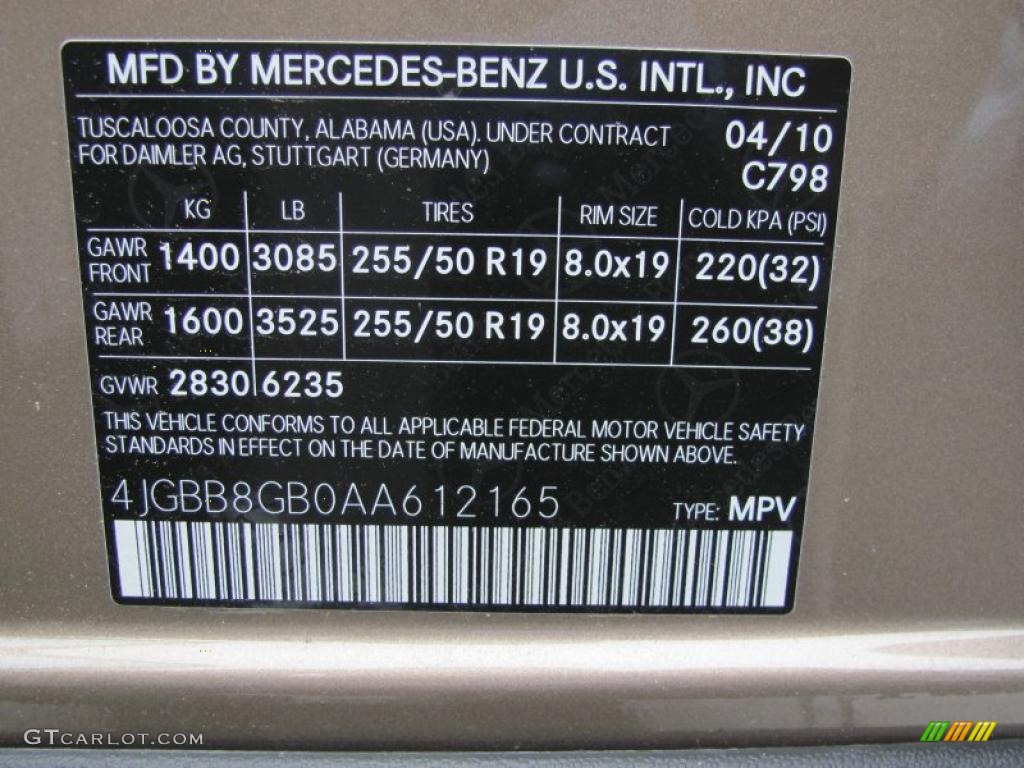 MFD BY MERCEDES-BENZ U.S. INTL., INC
TUSCALOOSA COUNTY, ALABAMA (USA). UNDER CONTRACT
FOR DAIMLER AG, STUTTGART (GERMANY)
04/10
C798
KG LB TIRES RIM SIZE COLD KPA (PSI)
GAWR FRONT 1400 3085 255/50 R19 8.0x19 220(32)
GAWR REAR 1600 3525 255/50 R19 8.0x19 260(38)
GVWR 2830 6235
THIS VEHICLE CONFORMS TO ALL APPLICABLE FEDERAL MOTOR VEHICLE SAFETY
STANDARDS IN EFFECT ON THE DATE OF MANUFACTURE SHOWN ABOVE.
4JGBB8GB0AA612165 TYPE: MPV
GTCARLOT.COM